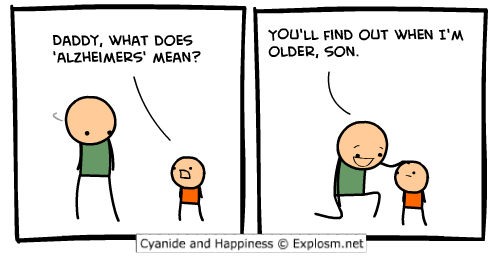 DADDY, WHAT DOES
'ALZHEIMERS' MEAN?
YOU'LL FIND OUT WHEN I'M
OLDER, SON.
Cyanide and Happiness © Explosm.net